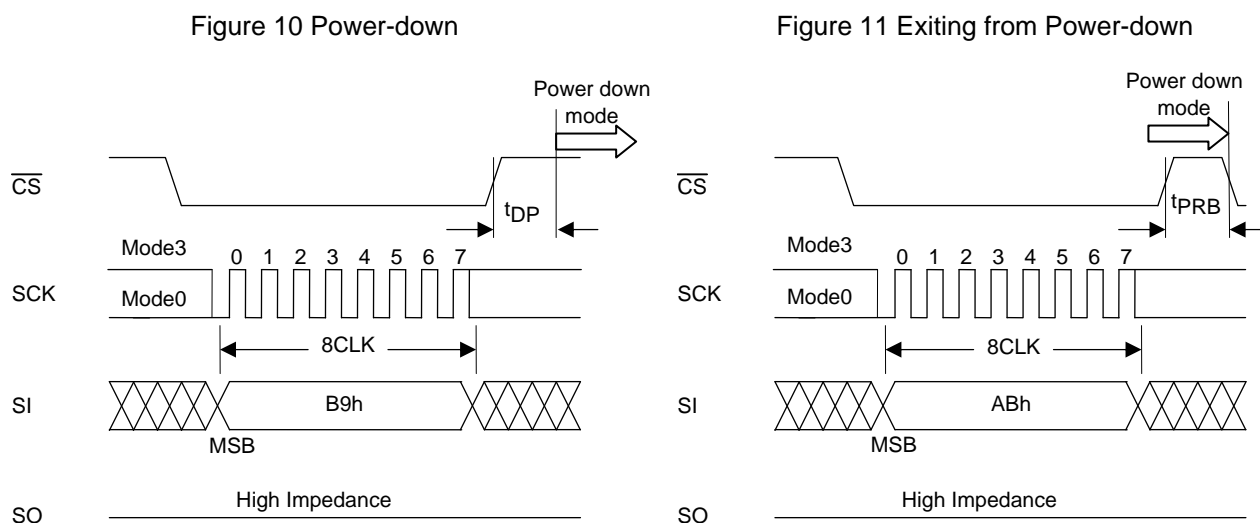 Figure 10 Power-down
Power down
mode
CS
tDP
Mode3
0 1 2 3 4 5 6 7
SCK
Mode0
8CLK
SI
B9h
MSB
High Impedance
SO
Figure 11 Exiting from Power-down
Power down
mode
CS
tPRB
Mode3
0 1 2 3 4 5 6 7
SCK
Mode0
8CLK
SI
ABh
MSB
High Impedance
SO